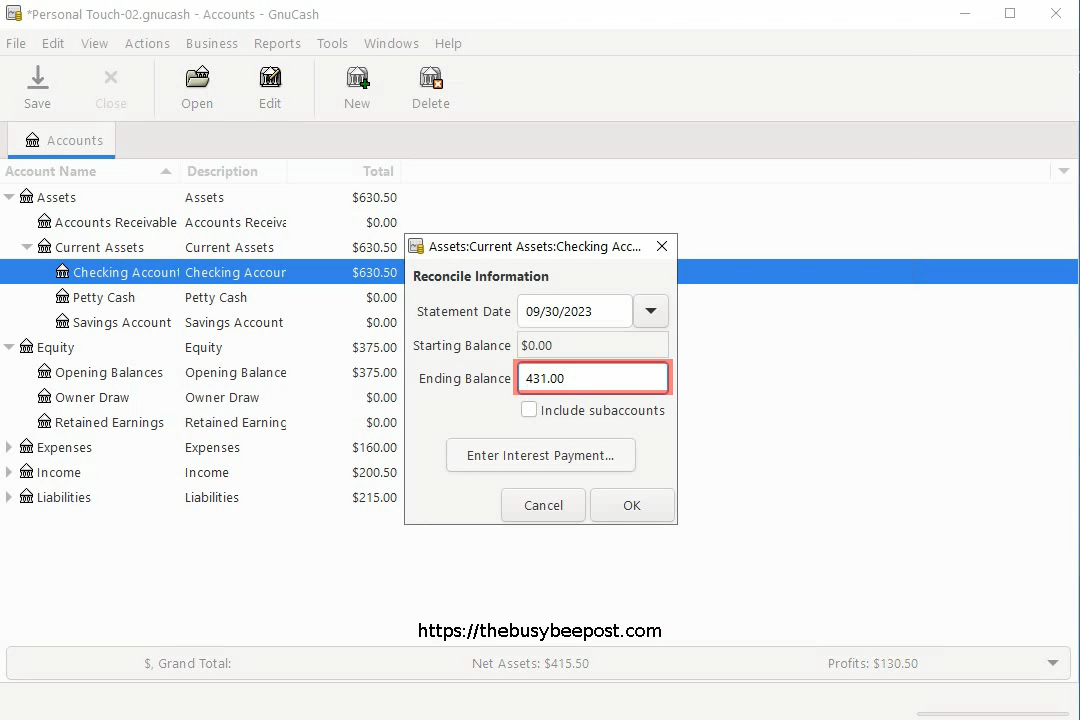 *Personal Touch-02.gnucash - Accounts - GnuCash
File Edit View Actions Business Reports Tools Windows Help
Save Close Open Edit New Delete
Accounts
Account Name Description Total
Assets Assets $630.50
Accounts Receivable Accounts Receiva $0.00
Current Assets Current Assets $630.50
Checking Account Checking Accour $630.50
Petty Cash Petty Cash $0.00
Savings Account Savings Account $0.00
Equity Equity $375.00
Opening Balances Opening Balance $375.00
Owner Draw Owner Draw $0.00
Retained Earnings Retained Earning $0.00
Expenses Expenses $160.00
Income Income $200.50
Liabilities Liabilities $215.00
Assets:Current Assets:Checking Acc...
Reconcile Information
Statement Date 09/30/2023
Starting Balance $0.00
Ending Balance 431.00
Include subaccounts
Enter Interest Payment...
Cancel OK
https://thebusybeepost.com
$, Grand Total: Net Assets: $415.50 Profits: $130.50